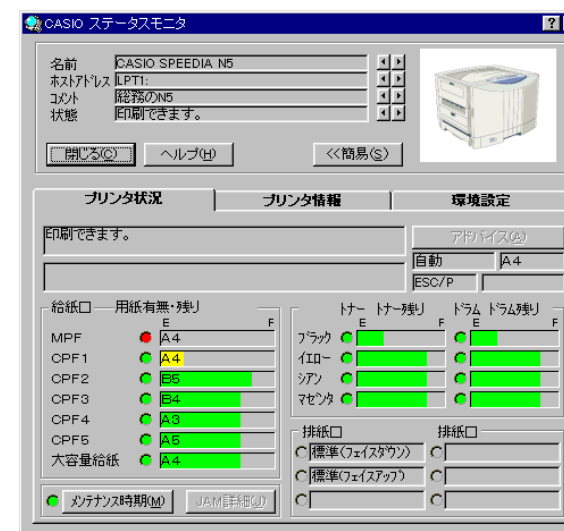 CASIO ステータスモニタ ?
名前 CASIO SPEEDIA N5
ホストアドレス LPT1:
コメント 総務のN5
状態 印刷できます。
閉じる(C) ヘルプ(H) <<簡易(S)
プリンタ状況 プリンタ情報 環境設定
印刷できます。 アドバイス(A)
自動 A4
ESC/P
給紙口 用紙有無・残り トナー トナー残り ドラム ドラム残り
E F E F E F
MPF A4 ブラック
CPF1 A4 イエロー
CPF2 B5 シアン
CPF3 B4 マゼンタ
CPF4 A3
CPF5 A5 排紙口 排紙口
大容量給紙 A4 標準(フェイスダウン)
標準(フェイスアップ)
メンテナンス時期(M) JAM詳細(J)